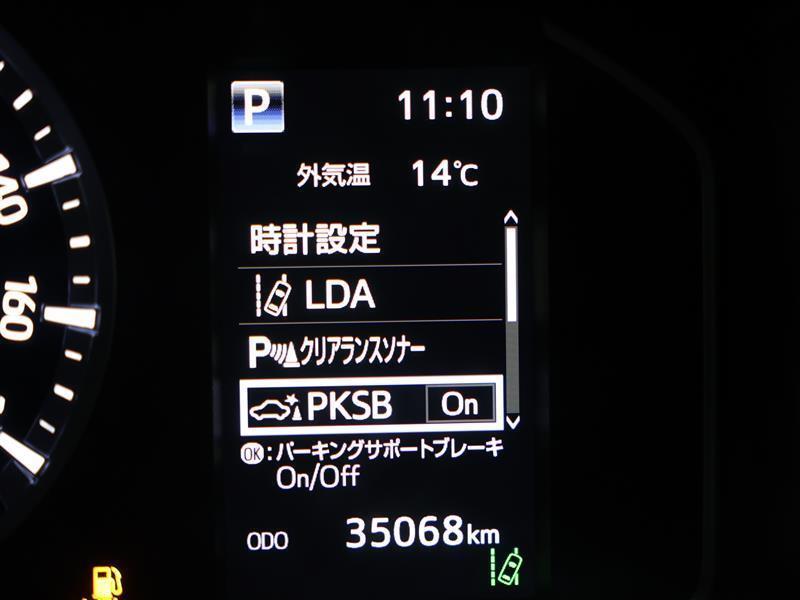 P 11:10
外気温 14℃
時計設定
LDA
P クリアランスソナー
PKSB On
OK:パーキングサポートブレーキ
On/Off
ODO 35068km
140
160